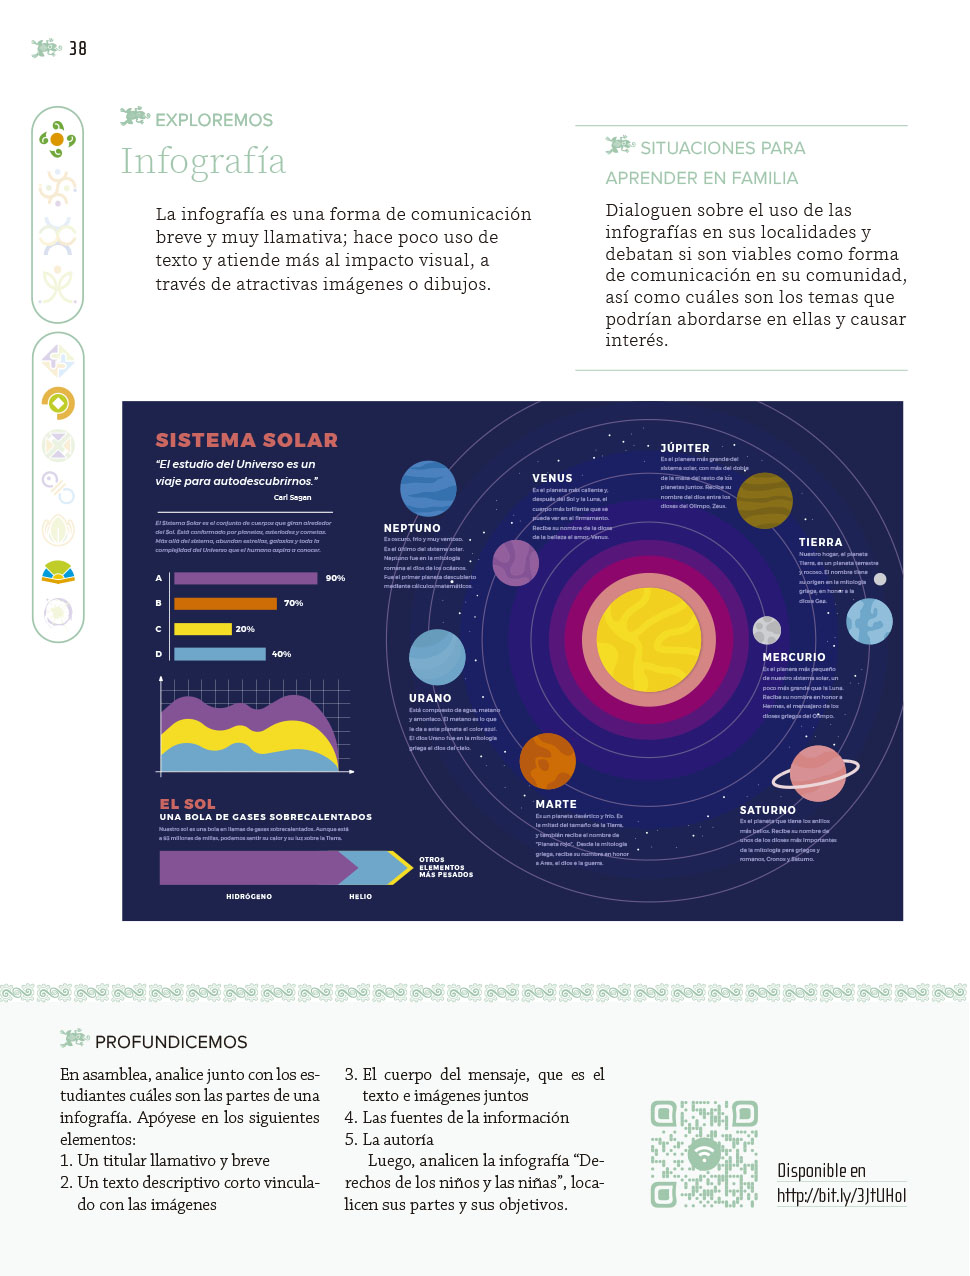 38
EXPLOREMOS
Infografía
La infografía es una forma de comunicación
breve y muy llamativa; hace poco uso de
texto y atiende más al impacto visual, a
través de atractivas imágenes o dibujos.
SITUACIONES PARA
APRENDER EN FAMILIA
Dialoguen sobre el uso de las
infografías en sus localidades y
debatan si son viables como forma
de comunicación en su comunidad,
así como cuáles son los temas que
podrían abordarse en ellas y causar
interés.
SISTEMA SOLAR
"El estudio del Universo es un
viaje para autodescubrirnos."
Carl Sagan
El Sistema Solar es el conjunto de cuerpos que giran alrededor
del Sol. Está conformado por planetas, asteriodes y cometas.
Más allá del sistema, abundan estrellas, galaxias y toda la
complejidad del Universo que el humano aspira a conocer.
A 90%
B 70%
C 20%
D 40%
EL SOL
UNA BOLA DE GASES SOBRECALENTADOS
Nuestro sol es una bola en llamas de gases sobrecalentados. Aunque está
a 93 millones de millas, podemos sentir su calor y su luz sobre la Tierra.
OTROS
ELEMENTOS
MÁS PESADOS
HIDRÓGENO
HELIO
NEPTUNO
Es oscuro, frío y muy ventoso.
Es el último del sistema solar.
Neptuno fue en la mitología
romana el dios de los océanos.
Fue el primer planeta descubierto
mediante cálculos matemáticos.
VENUS
Es el planeta más caliente y,
después del Sol y la Luna, el
cuerpo más brillante que se
puede ver en el firmamento.
Recibe su nombre de la diosa
de la belleza el amor, Venus.
JÚPITER
Es el planera más grande del
sistema solar, con más del doble
de la masa del resto de los
planetas juntos. Recibe su
nombre del dios entre los
dioses del Olimpo, Zeus.
TIERRA
Nuestro hogar, el planeta
Tierra, es un planeta terrestre
y rocoso. El nombre tiene
su origen en la mitología
griega, en honor a la
diosa Gea.
MERCURIO
Es el planera más pequeño
de nuestro sistema solar, un
poco más grande que la Luna.
Recibe su nombre en honor a
Hermes, el mensajero de los
dioses griegos del Olimpo.
URANO
Está compuesto de agua, metano
y amoniaco. El metano es lo que
le da a este planeta el color azul.
El dios Urano fue en la mitología
griega el dios del cielo.
MARTE
Es un planeta desértico y frío. Es
la mitad del tamaño de la Tierra,
y también reciba el nombre de
"Planeta rojo". Desde la mitología
griega, recibe su nombre en honor
a Ares, el dios e la guerra.
SATURNO
Es el planeta que tiene los anillos
más bellos. Recibe su nombre de
unos de los dioses más importantes
de la mitología para griegos y
romanos, Cronos y Saturno.
PROFUNDICEMOS
En asamblea, analice junto con los es-
tudiantes cuáles son las partes de una
infografía. Apóyese en los siguientes
elementos:
1. Un titular llamativo y breve
2. Un texto descriptivo corto vincula-
do con las imágenes
3. El cuerpo del mensaje, que es el
texto e imágenes juntos
4. Las fuentes de la información
5. La autoría
Luego, analicen la infografía “De-
rechos de los niños y las niñas”, loca-
licen sus partes y sus objetivos.
Disponible en
http://bit.ly/3JtUHol